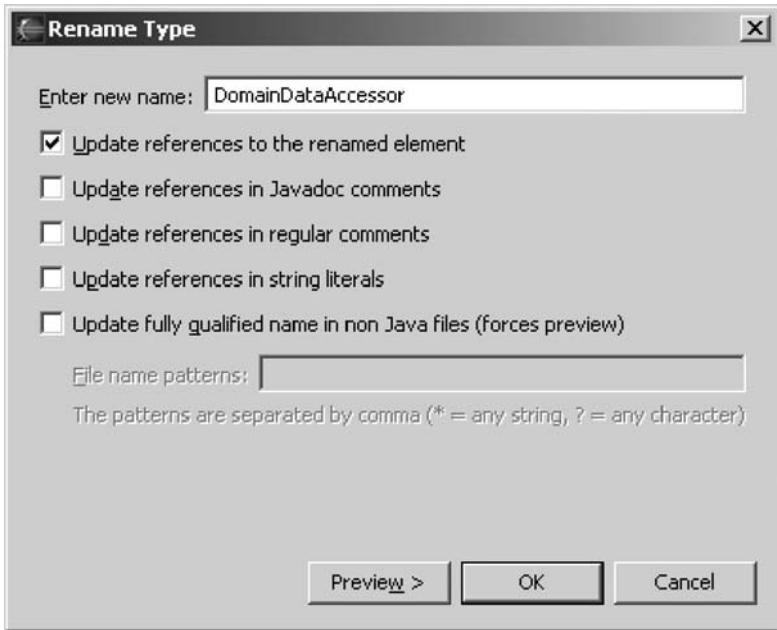 Rename Type
Enter new name: DomainDataAccessor
Update references to the renamed element
Update references in Javadoc comments
Update references in regular comments
Update references in string literals
Update fully qualified name in non Java files (forces preview)
File name patterns:
The patterns are separated by comma (* = any string, ? = any character)
Preview > OK Cancel